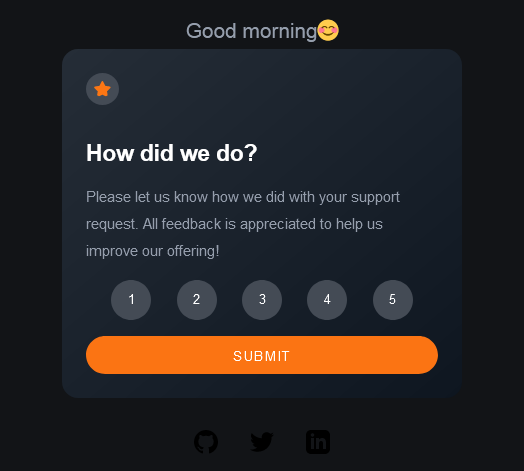 Good morning😊
How did we do?
Please let us know how we did with your support
request. All feedback is appreciated to help us
improve our offering!
1 2 3 4 5
SUBMIT